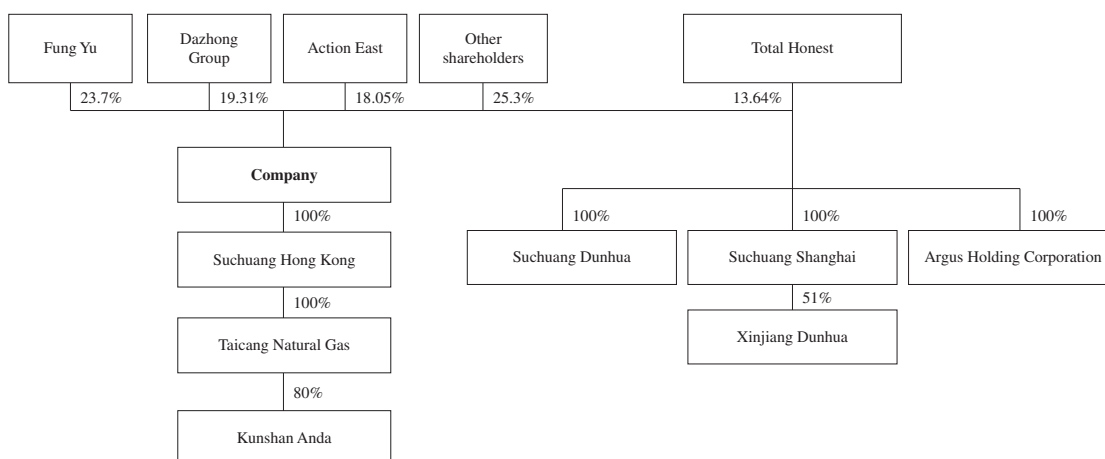 Fung Yu
Dazhong
Group
Action East
Other
shareholders
Total Honest
23.7%
19.31%
18.05%
25.3%
13.64%
Company
100%
100%
100%
100%
Suchuang Hong Kong
Suchuang Dunhua
Suchuang Shanghai
Argus Holding Corporation
100%
51%
Taicang Natural Gas
Xinjiang Dunhua
80%
Kunshan Anda